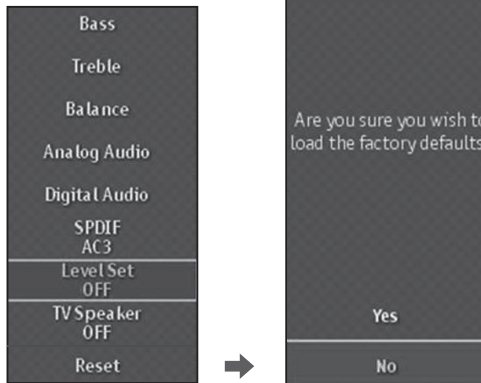 Bass
Treble
Balance
Analog Audio
Digital Audio
SPDIF
AC3
Level Set
OFF
TV Speaker
OFF
Reset
Are you sure you wish to
load the factory defaults
Yes
No